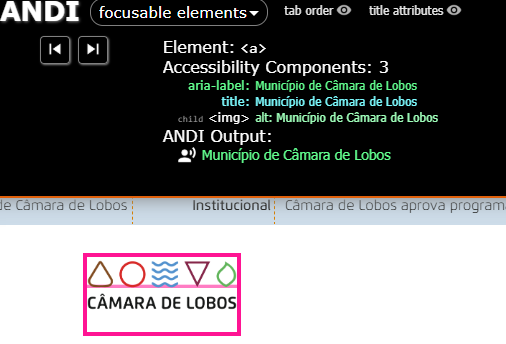 ANDI focusable elements tab order title attributes
Element: <a>
Accessibility Components: 3
aria-label: Município de Câmara de Lobos
title: Município de Câmara de Lobos
child <img> alt: Município de Câmara de Lobos
ANDI Output:
Município de Câmara de Lobos
de Câmara de Lobos Institucional Câmara de Lobos aprova program
CÂMARA DE LOBOS